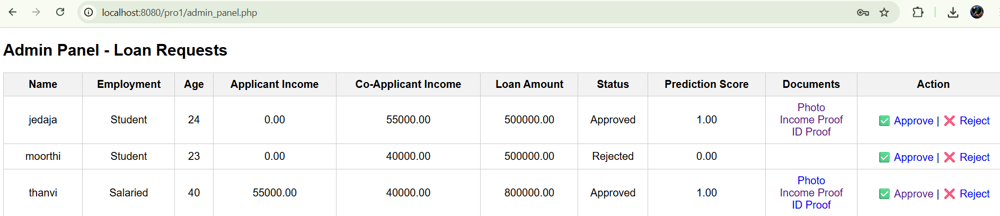 localhost:8080/pro1/admin_panel.php
Admin Panel - Loan Requests
Name Employment Age Applicant Income Co-Applicant Income Loan Amount Status Prediction Score Documents Action
jedaja Student 24 0.00 55000.00 500000.00 Approved 1.00 Photo
Income Proof
ID Proof
✅ Approve | ❌ Reject
moorthi Student 23 0.00 40000.00 500000.00 Rejected 0.00 ✅ Approve | ❌ Reject
thanvi Salaried 40 55000.00 40000.00 800000.00 Approved 1.00 Photo
Income Proof
ID Proof
✅ Approve | ❌ Reject